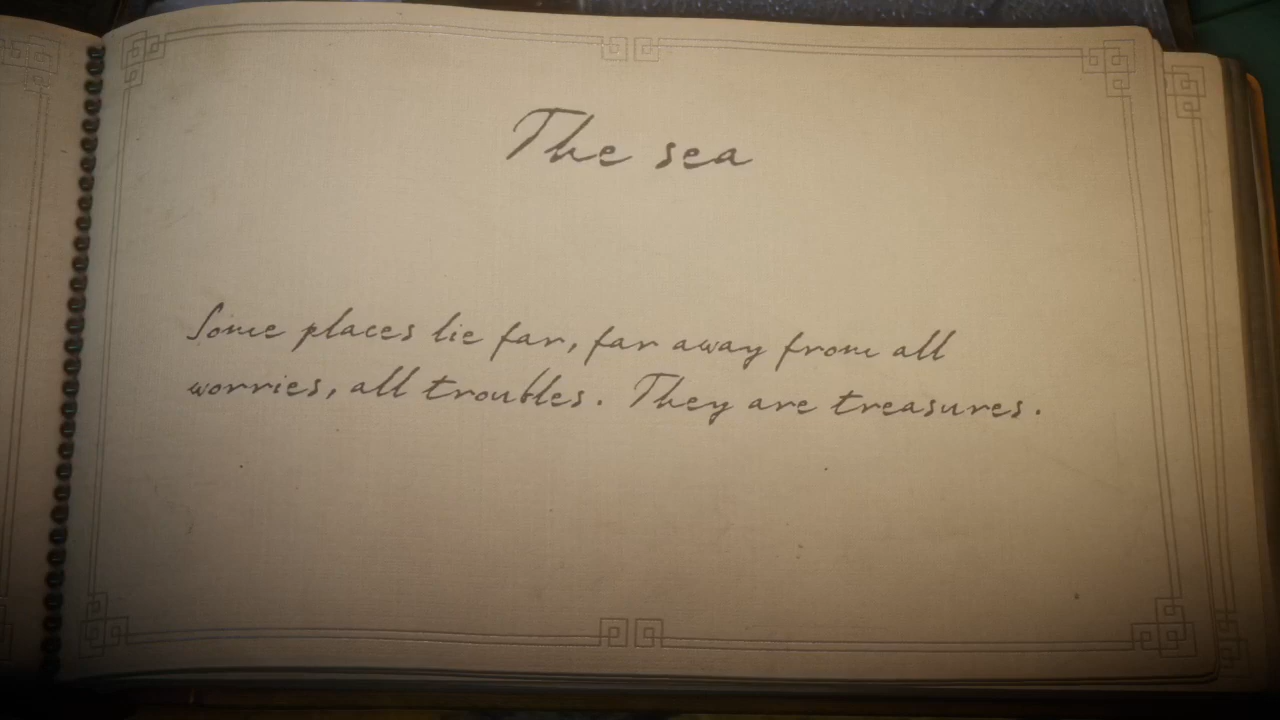 The sea
Some places lie far, far away from all
worries, all troubles. They are treasures.